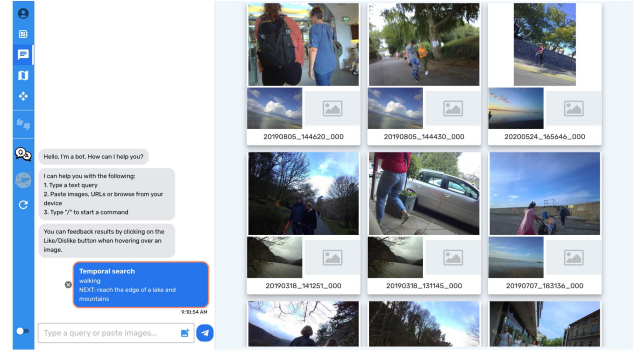 Hello, I'm a bot. How can I help you?
I can help you with the following:
1. Type a text query
2. Paste images, URLs or browse from your
device
3. Type "/" to start a command
You can feedback results by clicking on the
Like/Dislike button when hovering over an
image.
Temporal search
walking
NEXT: reach the edge of a lake and
mountains
9:10:54 AM
Type a query or paste images...
20190805_144620_000
20190805_144430_000
20200524_165646_000
20190318_141251_000
20190318_131145_000
20190707_183136_000